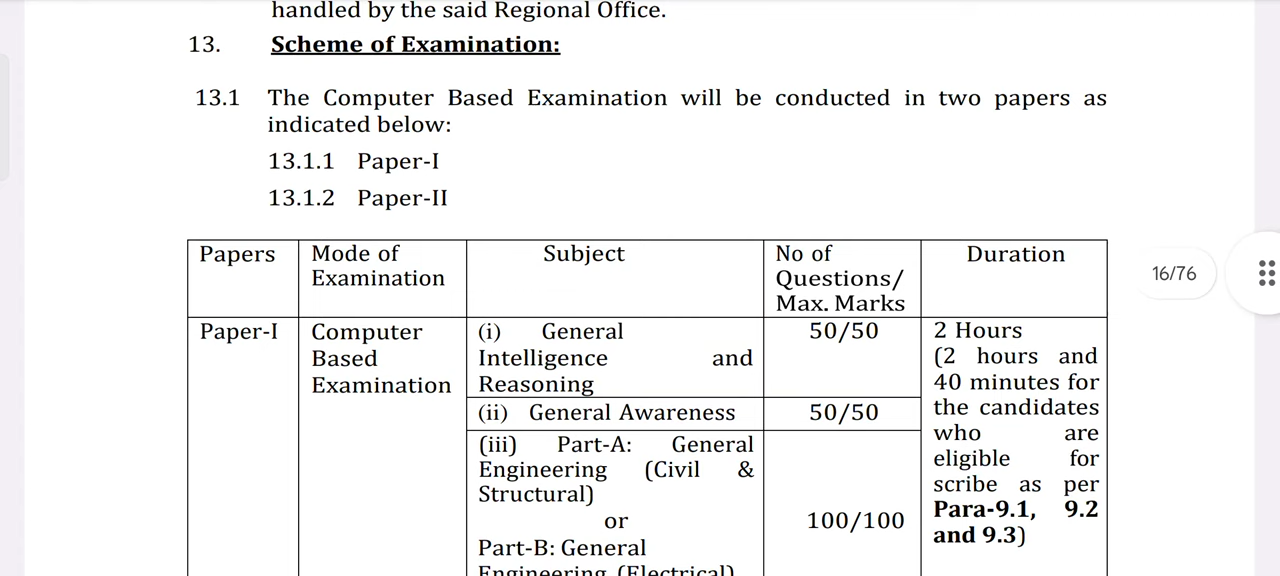 handled by the said Regional Office.
13. Scheme of Examination:
13.1 The Computer Based Examination will be conducted in two papers as
indicated below:
13.1.1 Paper-I
13.1.2 Paper-II
Papers
Mode of
Examination
Subject
No of
Questions/
Max. Marks
Duration
Paper-I
Computer
Based
Examination
(i) General
Intelligence and
Reasoning
50/50
(ii) General Awareness
50/50
(iii) Part-A: General
Engineering (Civil &
Structural)
or
Part-B: General
Engineering (Electrical)
100/100
2 Hours
(2 hours and
40 minutes for
the candidates
who are
eligible for
scribe as per
Para-9.1, 9.2
and 9.3)
16/76